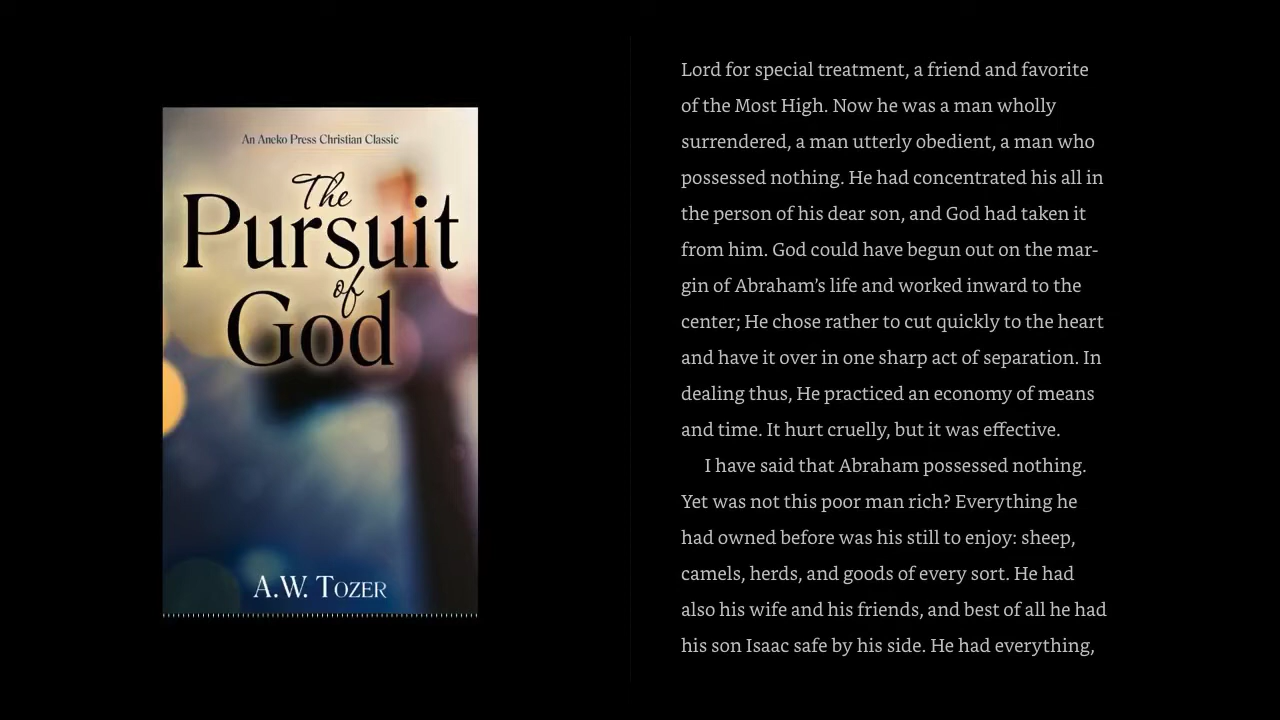 An Aneko Press Christian Classic
The
Pursuit
of
God
A.W. Tozer
Lord for special treatment, a friend and favorite
of the Most High. Now he was a man wholly
surrendered, a man utterly obedient, a man who
possessed nothing. He had concentrated his all in
the person of his dear son, and God had taken it
from him. God could have begun out on the mar-
gin of Abraham’s life and worked inward to the
center; He chose rather to cut quickly to the heart
and have it over in one sharp act of separation. In
dealing thus, He practiced an economy of means
and time. It hurt cruelly, but it was effective.
I have said that Abraham possessed nothing.
Yet was not this poor man rich? Everything he
had owned before was his still to enjoy: sheep,
camels, herds, and goods of every sort. He had
also his wife and his friends, and best of all he had
his son Isaac safe by his side. He had everything,